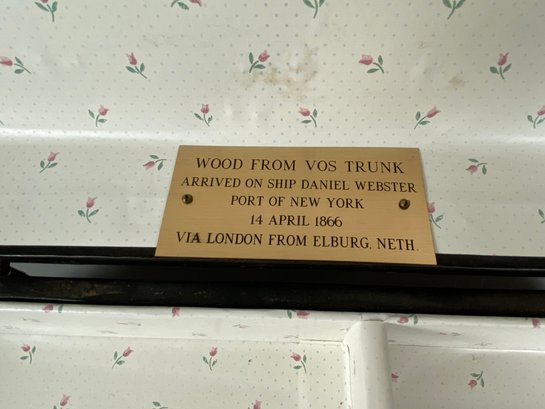 WOOD FROM VOS TRUNK
ARRIVED ON SHIP DANIEL WEBSTER
PORT OF NEW YORK
14 APRIL 1866
VIA LONDON FROM ELBURG, NETH.